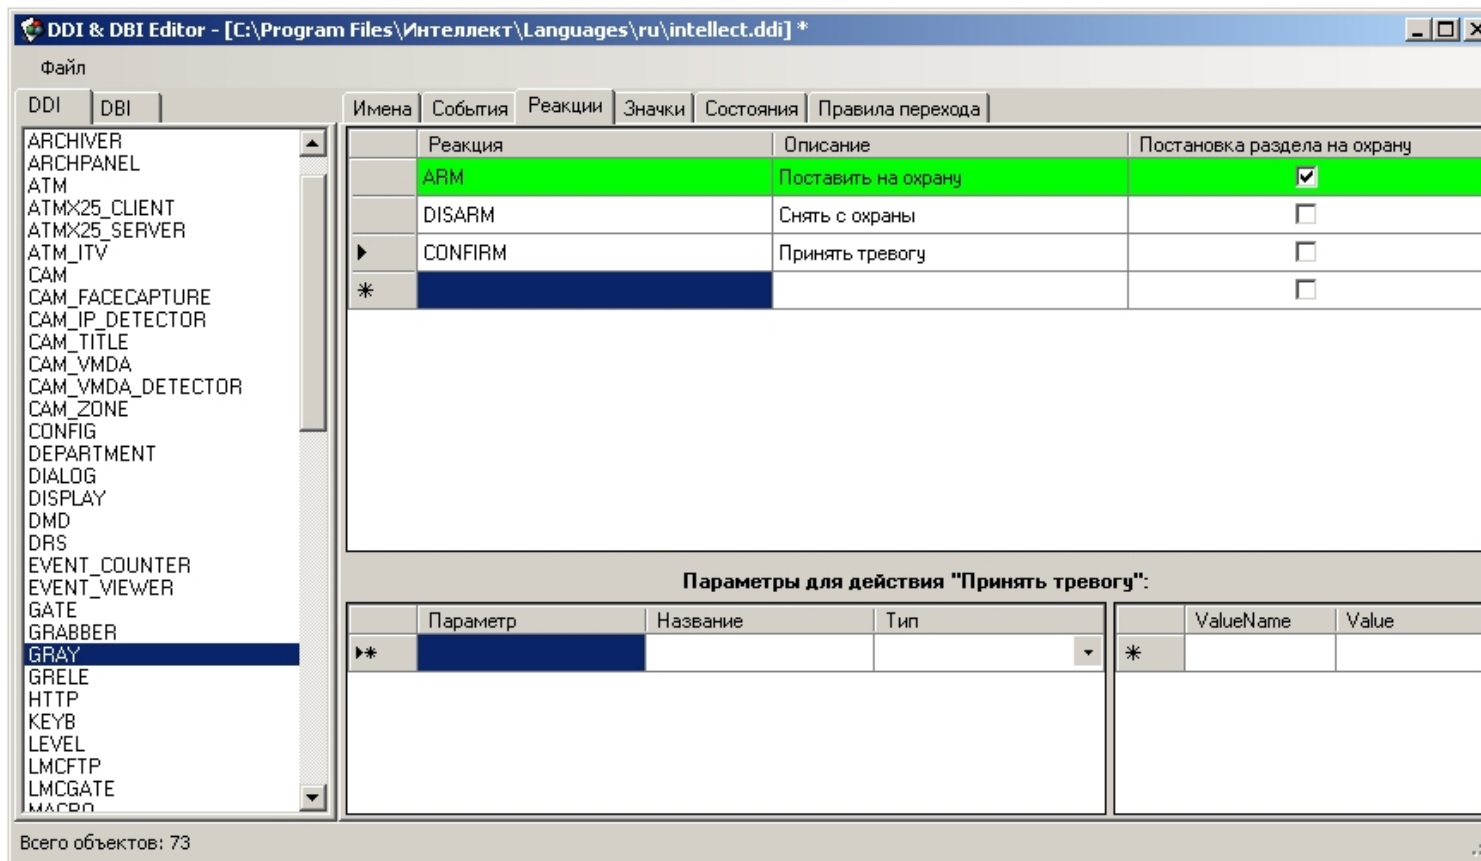 DDI & DBI Editor - [C:\Program Files\Интеллект\Languages\ru\intellect.ddi] *
Файл
DDI DBI
Имена События Реакции Значки Состояния Правила перехода
ARCHIVER
ARCHPANEL
ATM
ATMX25_CLIENT
ATMX25_SERVER
ATM_ITV
CAM
CAM_FACECAPTURE
CAM_IP_DETECTOR
CAM_TITLE
CAM_VMDA
CAM_VMDA_DETECTOR
CAM_ZONE
CONFIG
DEPARTMENT
DIALOG
DISPLAY
DMD
DRS
EVENT_COUNTER
EVENT_VIEWER
GATE
GRABBER
GRAY
GRELE
HTTP
KEYB
LEVEL
LMCFTP
LMCGATE
MACRO
Реакция Описание Постановка раздела на охрану
ARM Поставить на охрану
DISARM Снять с охраны
CONFIRM Принять тревогу
Параметры для действия "Принять тревогу":
Параметр Название Тип
ValueName Value
Всего объектов: 73